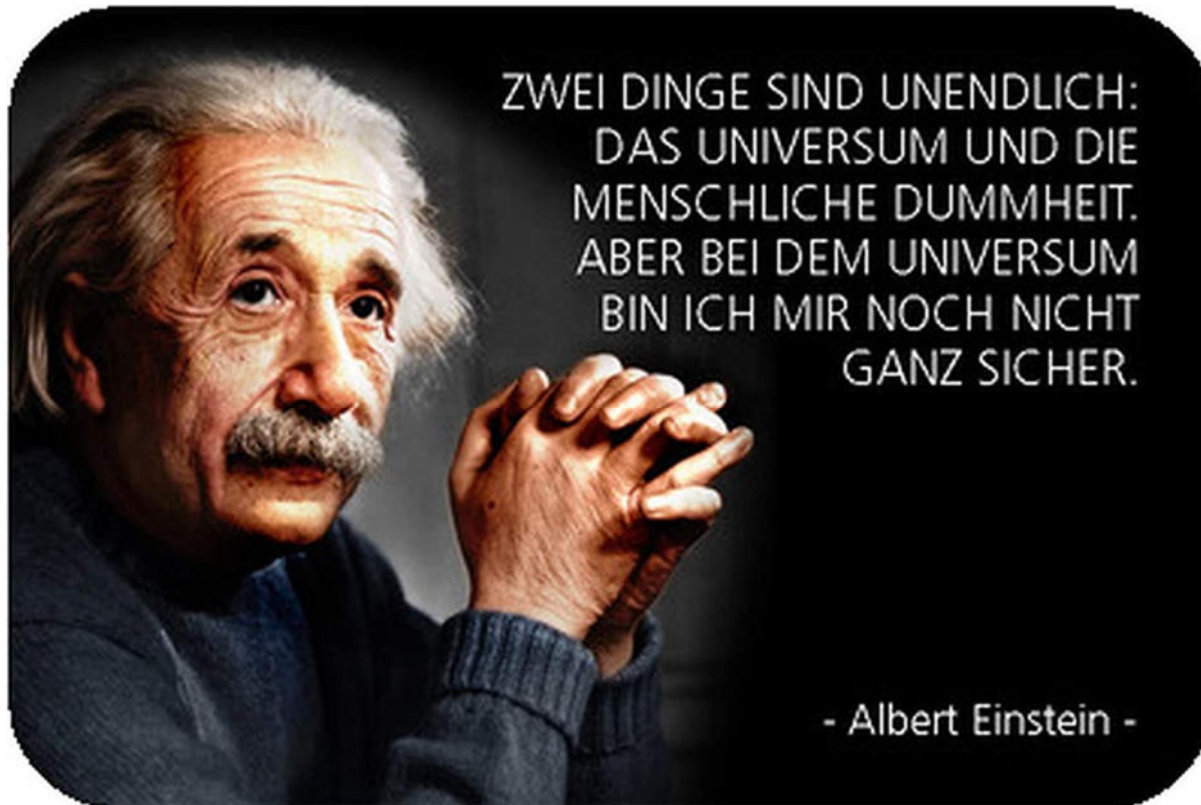 ZWEI DINGE SIND UNENDLICH:
DAS UNIVERSUM UND DIE
MENSCHLICHE DUMMHEIT.
ABER BEI DEM UNIVERSUM
BIN ICH MIR NOCH NICHT
GANZ SICHER.
- Albert Einstein -